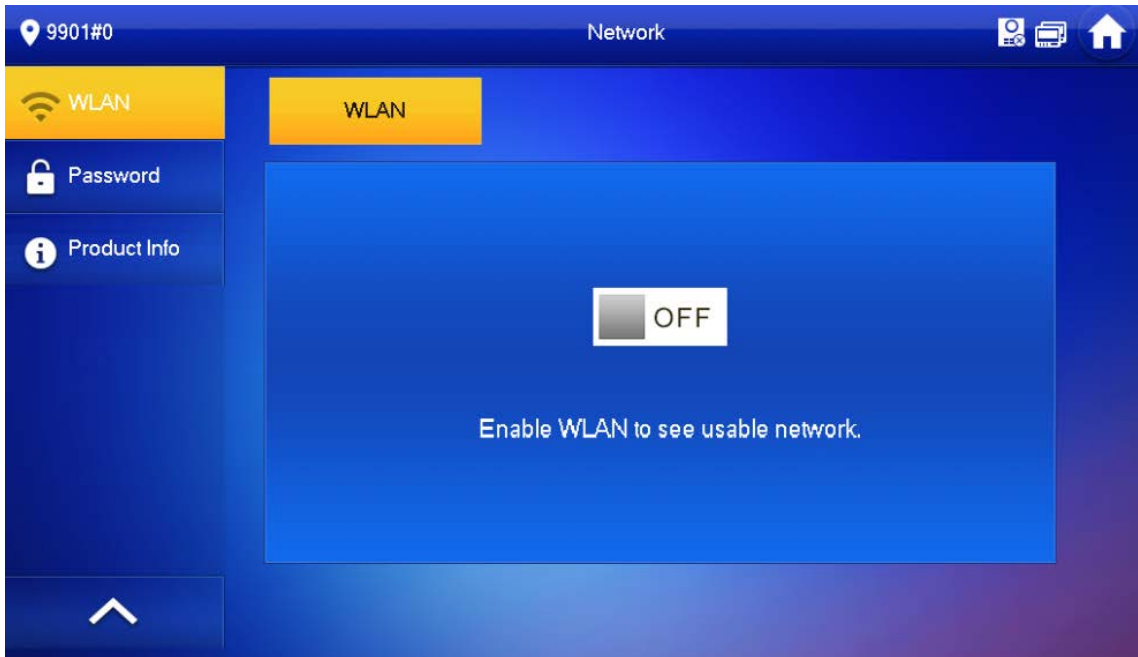 9901#0
Network
WLAN
Password
Product Info
WLAN
OFF
Enable WLAN to see usable network.